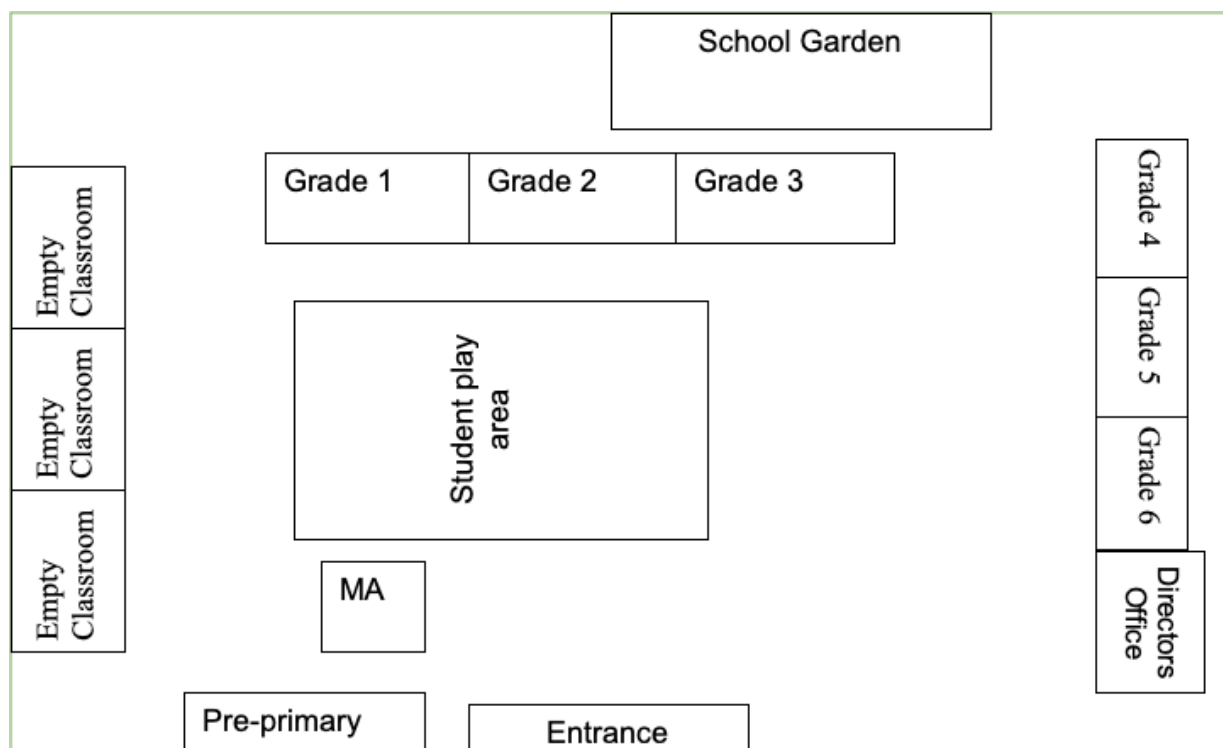 School Garden
Grade 1
Grade 2
Grade 3
Grade 4
Empty
Classroom
Grade 5
Empty
Classroom
Student play
area
Grade 6
Empty
Classroom
MA
Directors
Office
Pre-primary
Entrance